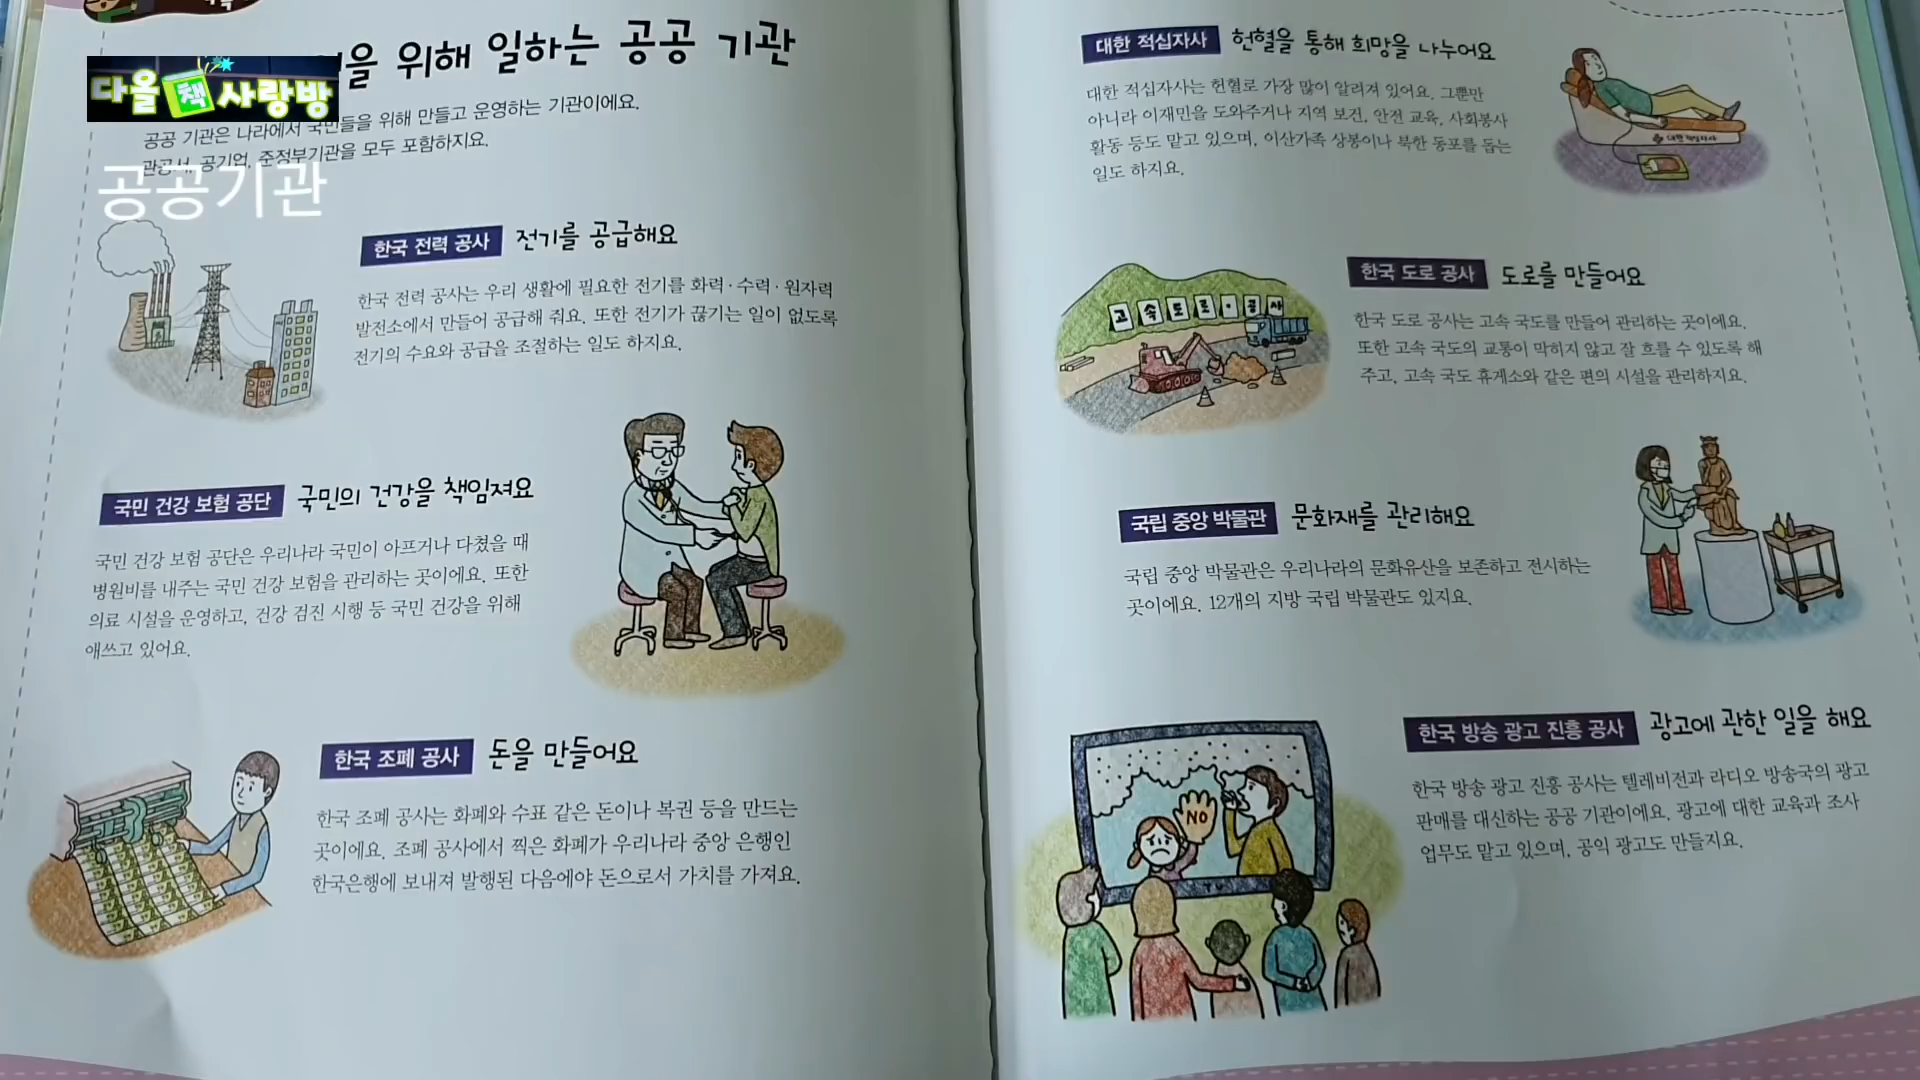 을 위해 일하는 공공 기관
다올 책 사랑방
공공 기관은 나라에서 국민들을 위해 만들고 운영하는 기관이에요.
관공서, 공기업, 준정부기관을 모두 포함하지요.
공공기관
한국 전력 공사 전기를 공급해요
한국 전력 공사는 우리 생활에 필요한 전기를 화력·수력·원자력
발전소에서 만들어 공급해 줘요. 또한 전기가 끊기는 일이 없도록
전기의 수요와 공급을 조절하는 일도 하지요.
국민 건강 보험 공단 국민의 건강을 책임져요
국민 건강 보험 공단은 우리나라 국민이 아프거나 다쳤을 때
병원비를 내주는 국민 건강 보험을 관리하는 곳이에요. 또한
의료 시설을 운영하고, 건강 검진 시행 등 국민 건강을 위해
애쓰고 있어요.
한국 조폐 공사 돈을 만들어요
한국 조폐 공사는 화폐와 수표 같은 돈이나 복권 등을 만드는
곳이에요. 조폐 공사에서 찍은 화폐가 우리나라 중앙 은행인
한국은행에 보내져 발행된 다음에야 돈으로서 가치를 가져요.
대한 적십자사 헌혈을 통해 희망을 나누어요
대한 적십자사는 헌혈로 가장 많이 알려져 있어요. 그뿐만
아니라 이재민을 도와주거나 지역 보건, 안전 교육, 사회봉사
활동 등도 맡고 있으며, 이산가족 상봉이나 북한 동포를 돕는
일도 하지요.
대한 적십자사
한국 도로 공사 도로를 만들어요
한국 도로 공사는 고속 국도를 만들어 관리하는 곳이에요.
또한 고속 국도의 교통이 막히지 않고 잘 흐를 수 있도록 해
주고, 고속 국도 휴게소와 같은 편의 시설을 관리하지요.
고속도로·공사
국립 중앙 박물관 문화재를 관리해요
국립 중앙 박물관은 우리나라의 문화유산을 보존하고 전시하는
곳이에요. 12개의 지방 국립 박물관도 있지요.
한국 방송 광고 진흥 공사 광고에 관한 일을 해요
한국 방송 광고 진흥 공사는 텔레비전과 라디오 방송국의 광고
판매를 대신하는 공공 기관이에요. 광고에 대한 교육과 조사
업무도 맡고 있으며, 공익 광고도 만들지요.
NO
TV